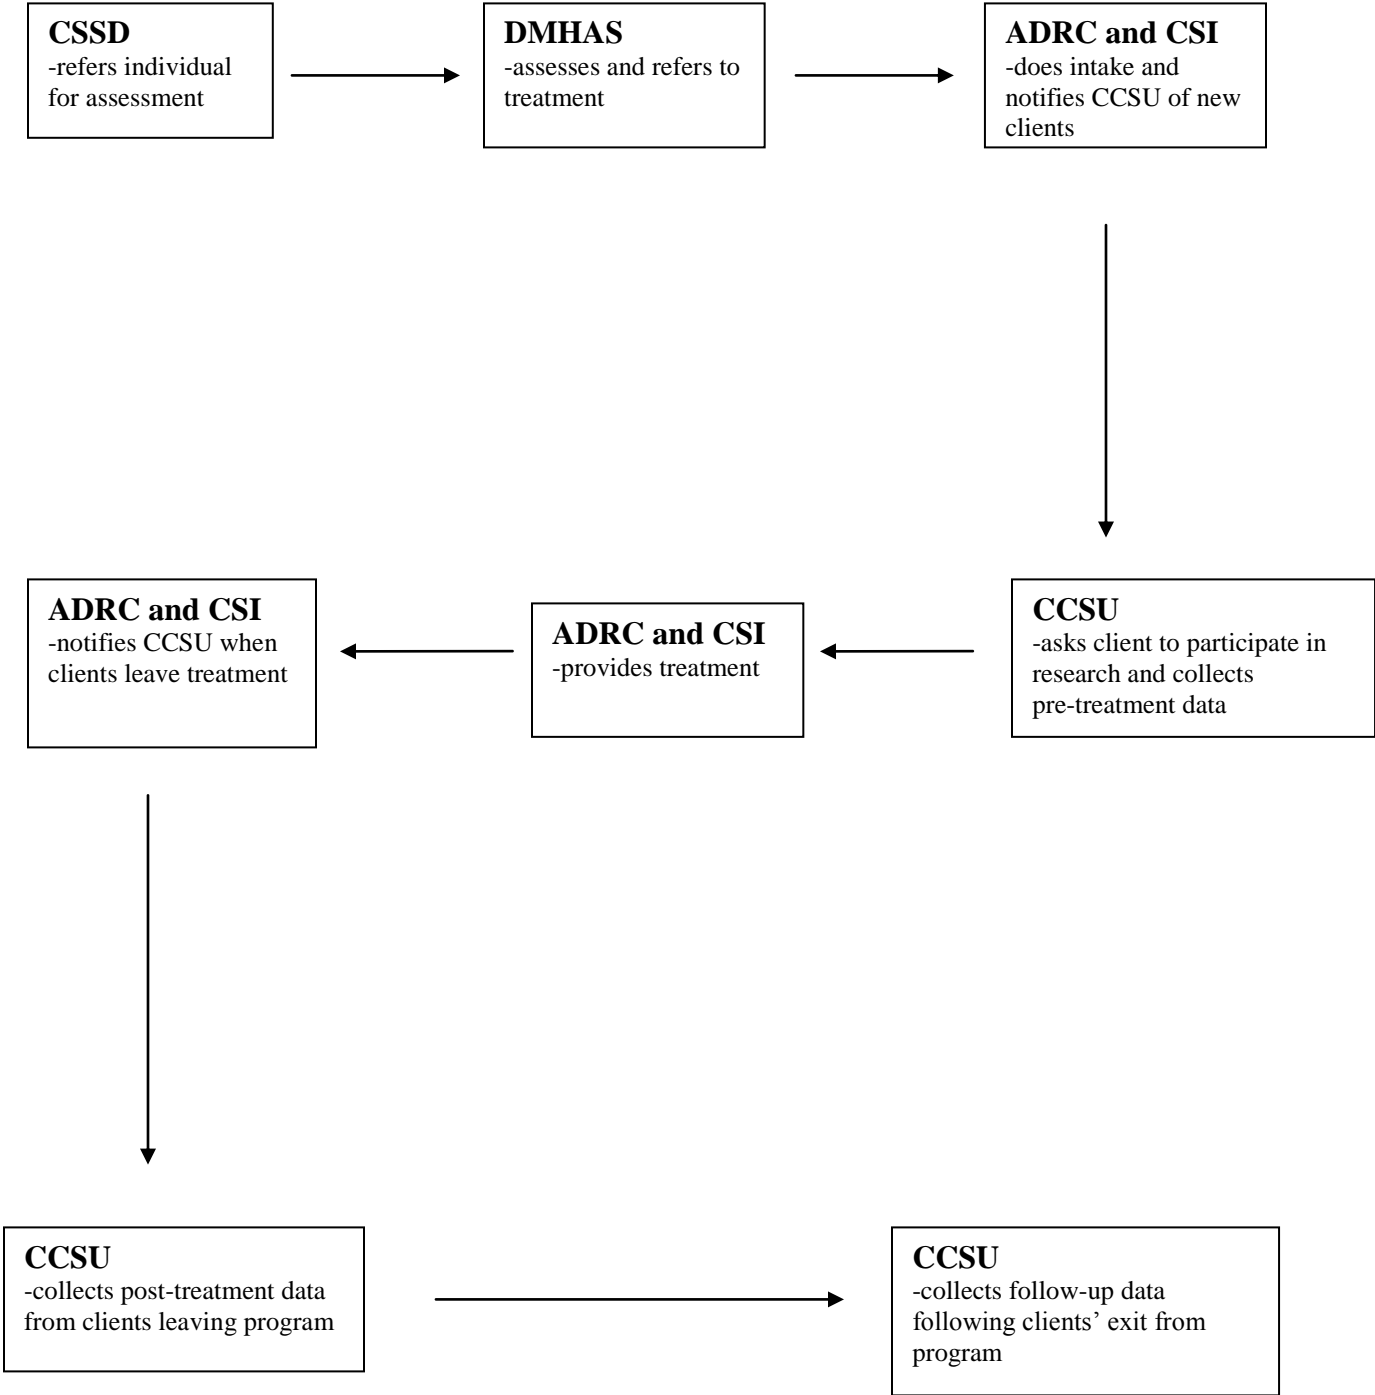 CSSD
-refers individual
for assessment
DMHAS
-assesses and refers to
treatment
ADRC and CSI
-does intake and
notifies CCSU of new
clients
ADRC and CSI
-notifies CCSU when
clients leave treatment
ADRC and CSI
-provides treatment
CCSU
-asks client to participate in
research and collects
pre-treatment data
CCSU
-collects post-treatment data
from clients leaving program
CCSU
-collects follow-up data
following clients’ exit from
program